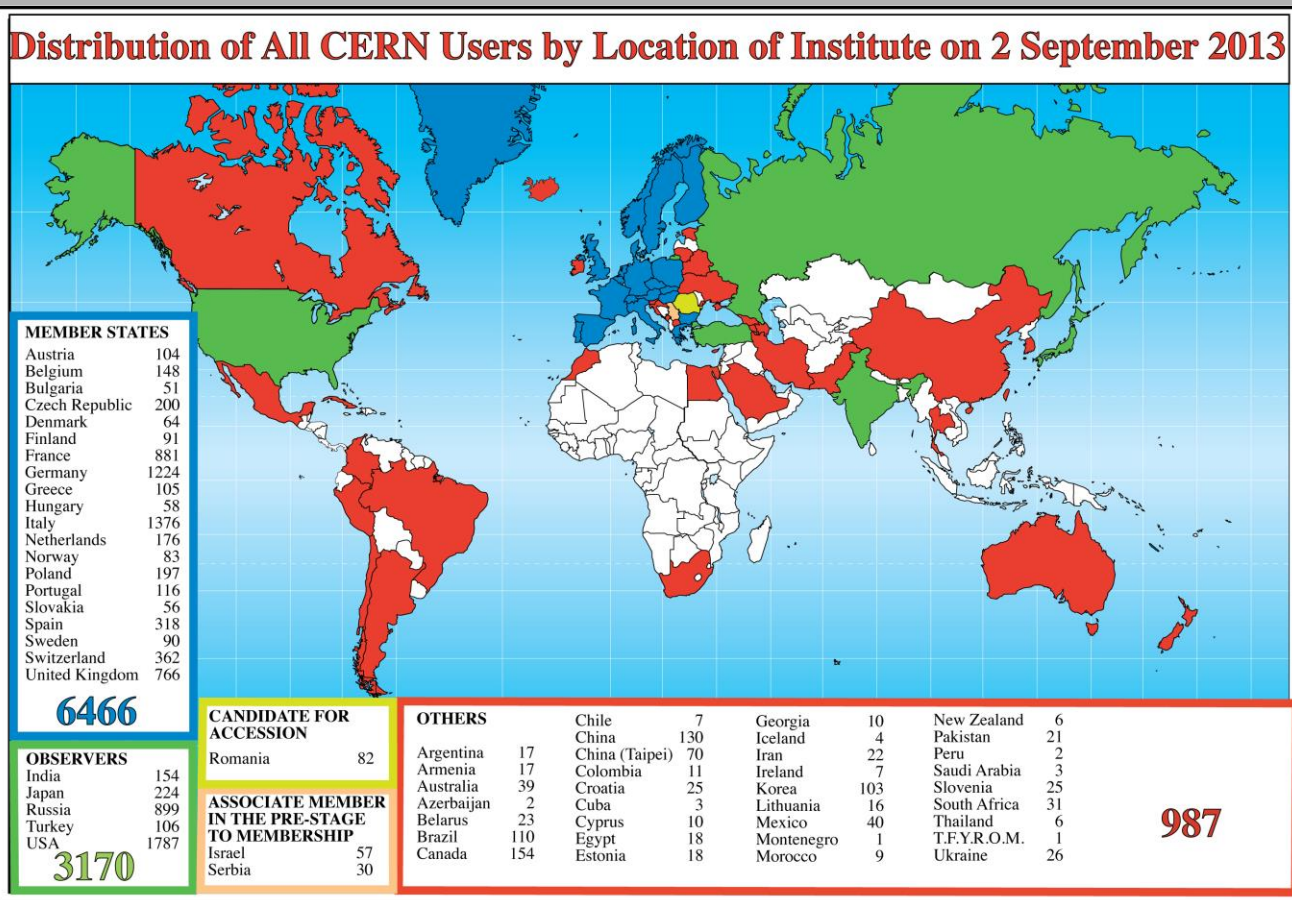 Distribution of All CERN Users by Location of Institute on 2 September 2013
MEMBER STATES
Austria 104
Belgium 148
Bulgaria 51
Czech Republic 200
Denmark 64
Finland 91
France 881
Germany 1224
Greece 105
Hungary 58
Italy 1376
Netherlands 176
Norway 83
Poland 197
Portugal 116
Slovakia 56
Spain 318
Sweden 90
Switzerland 362
United Kingdom 766
6466
OBSERVERS
India 154
Japan 224
Russia 899
Turkey 106
USA 1787
3170
CANDIDATE FOR
ACCESSION
Romania 82
ASSOCIATE MEMBER
IN THE PRE-STAGE
TO MEMBERSHIP
Israel 57
Serbia 30
OTHERS
Argentina 17
Armenia 17
Australia 39
Azerbaijan 2
Belarus 23
Brazil 110
Canada 154
Chile 7
China 130
China (Taipei) 70
Colombia 11
Croatia 25
Cuba 3
Cyprus 10
Egypt 18
Estonia 18
Georgia 10
Iceland 4
Iran 22
Ireland 7
Korea 103
Lithuania 16
Mexico 40
Montenegro 1
Morocco 9
New Zealand 6
Pakistan 21
Peru 2
Saudi Arabia 3
Slovenia 25
South Africa 31
Thailand 6
T.F.Y.R.O.M. 1
Ukraine 26
987